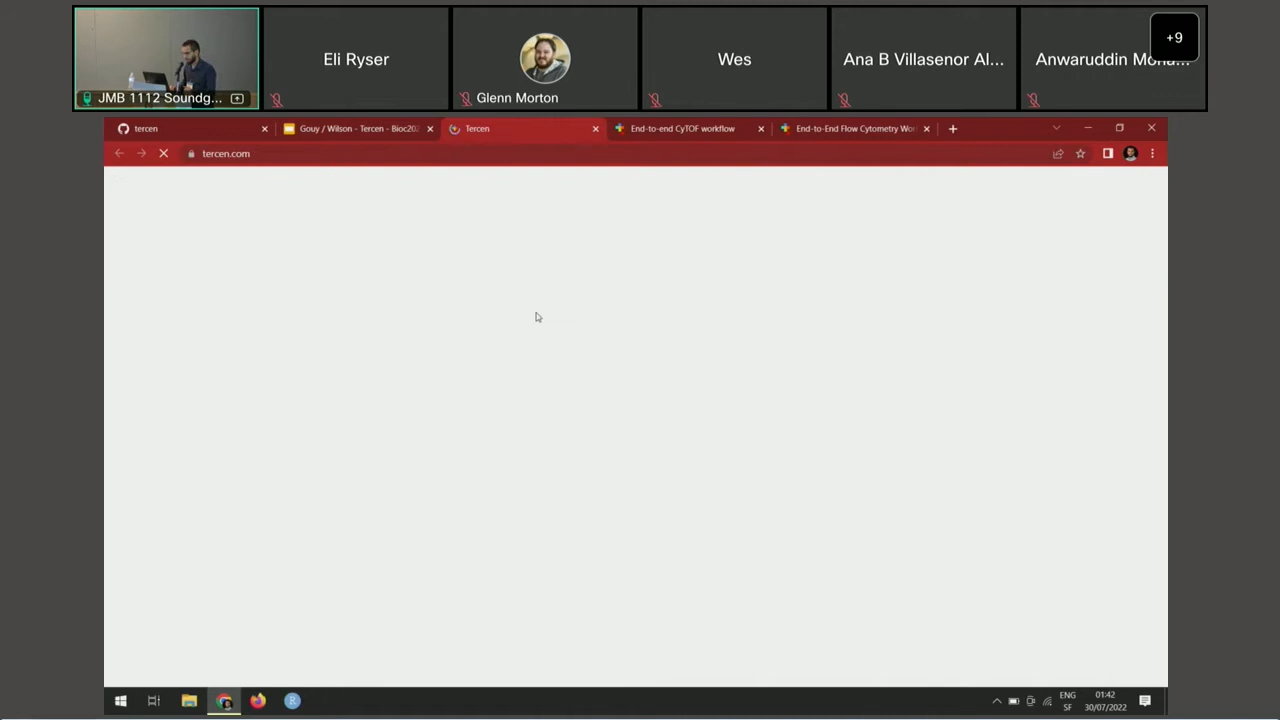 +9
Eli Ryser
Wes
Ana B Villasenor Al...
Anwaruddin Moha...
JMB 1112 Soundg...
Glenn Morton
tercen
Gouy / Wilson - Tercen - Bioc202
Tercen
End-to-end CyTOF workflow
End-to-End Flow Cytometry Wor
tercen.com
ENG
SF
01:42
30/07/2022